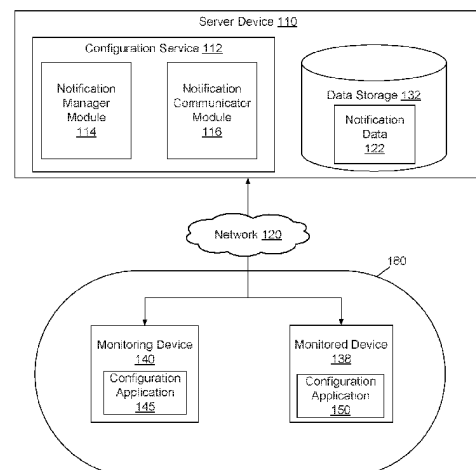 Server Device 110
Configuration Service 112
Notification
Manager
Module
114
Notification
Communicator
Module
116
Data Storage 132
Notification
Data
122
Network 120
160
Monitoring Device
140
Configuration
Application
145
Monitored Device
138
Configuration
Application
150